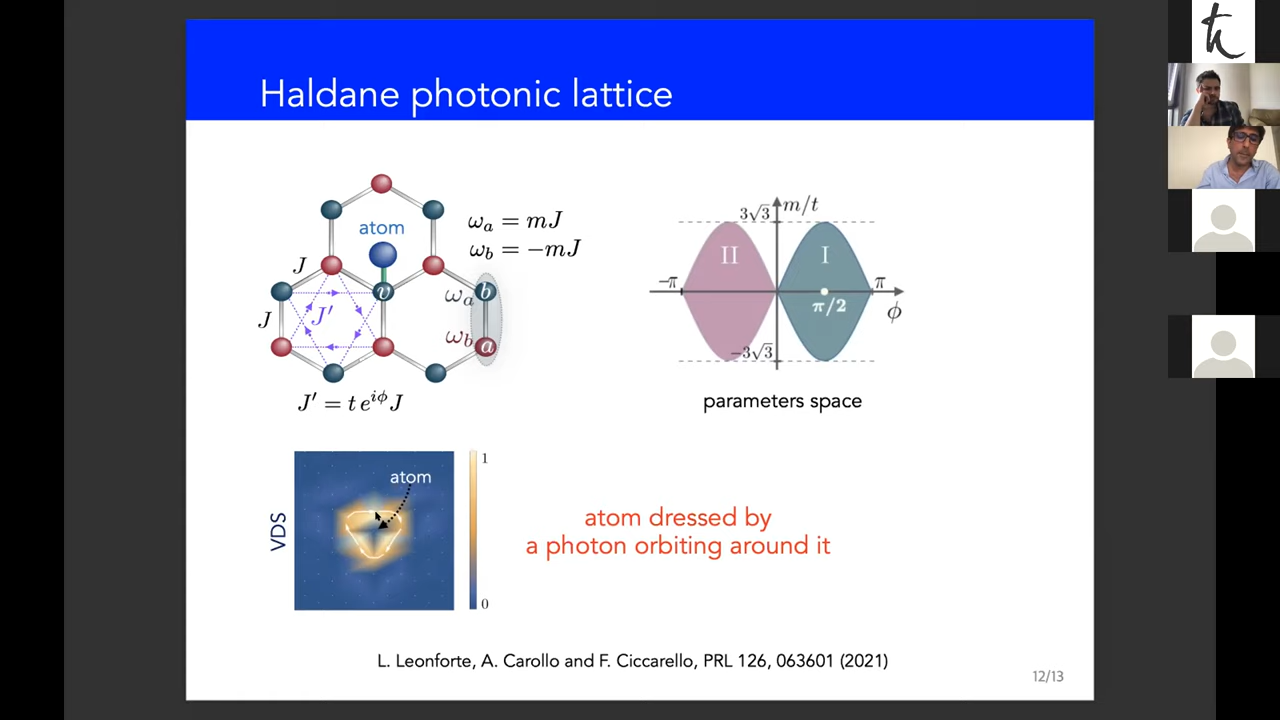 Haldane photonic lattice
atom
ωₐ = mJ
ω_b = −mJ
J
J
v
J′
ωₐ
b
ω_b
a
J′ = t e^{iϕ} J
3√3
m/t
II
I
−π
π
π/2
ϕ
−3√3
parameters space
VDS
atom
1
0
atom dressed by
a photon orbiting around it
L. Leonforte, A. Carollo and F. Ciccarello, PRL 126, 063601 (2021)
12/13